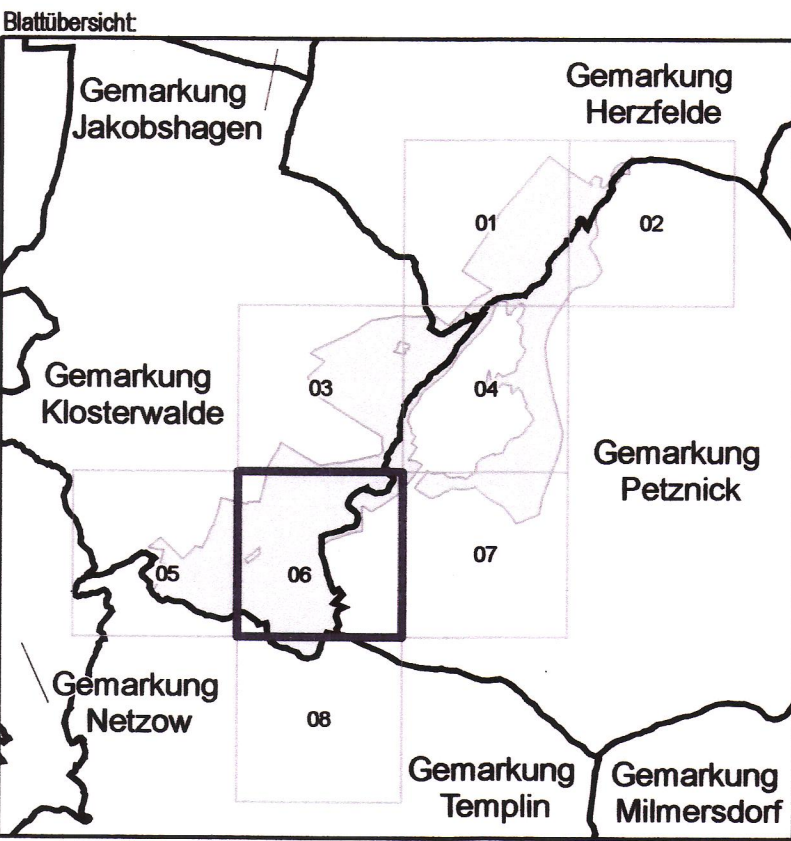 Blattübersicht:
Gemarkung
Jakobshagen
Gemarkung
Herzfelde
01
02
Gemarkung
Klosterwalde
03
04
Gemarkung
Petznick
05
06
07
Gemarkung
Netzow
08
Gemarkung
Templin
Gemarkung
Milmersdorf